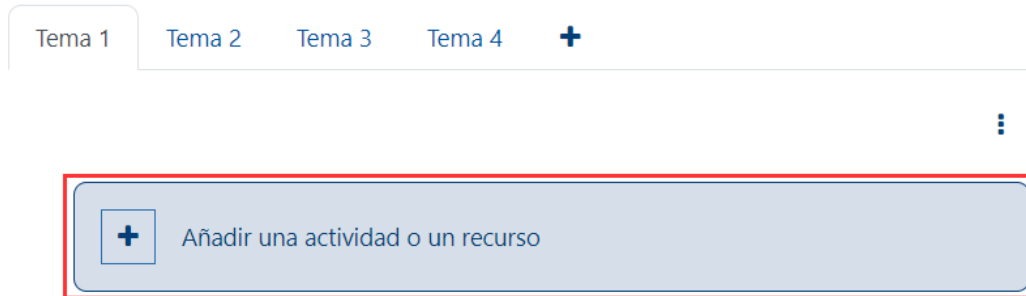 Tema 1 Tema 2 Tema 3 Tema 4 +
Añadir una actividad o un recurso